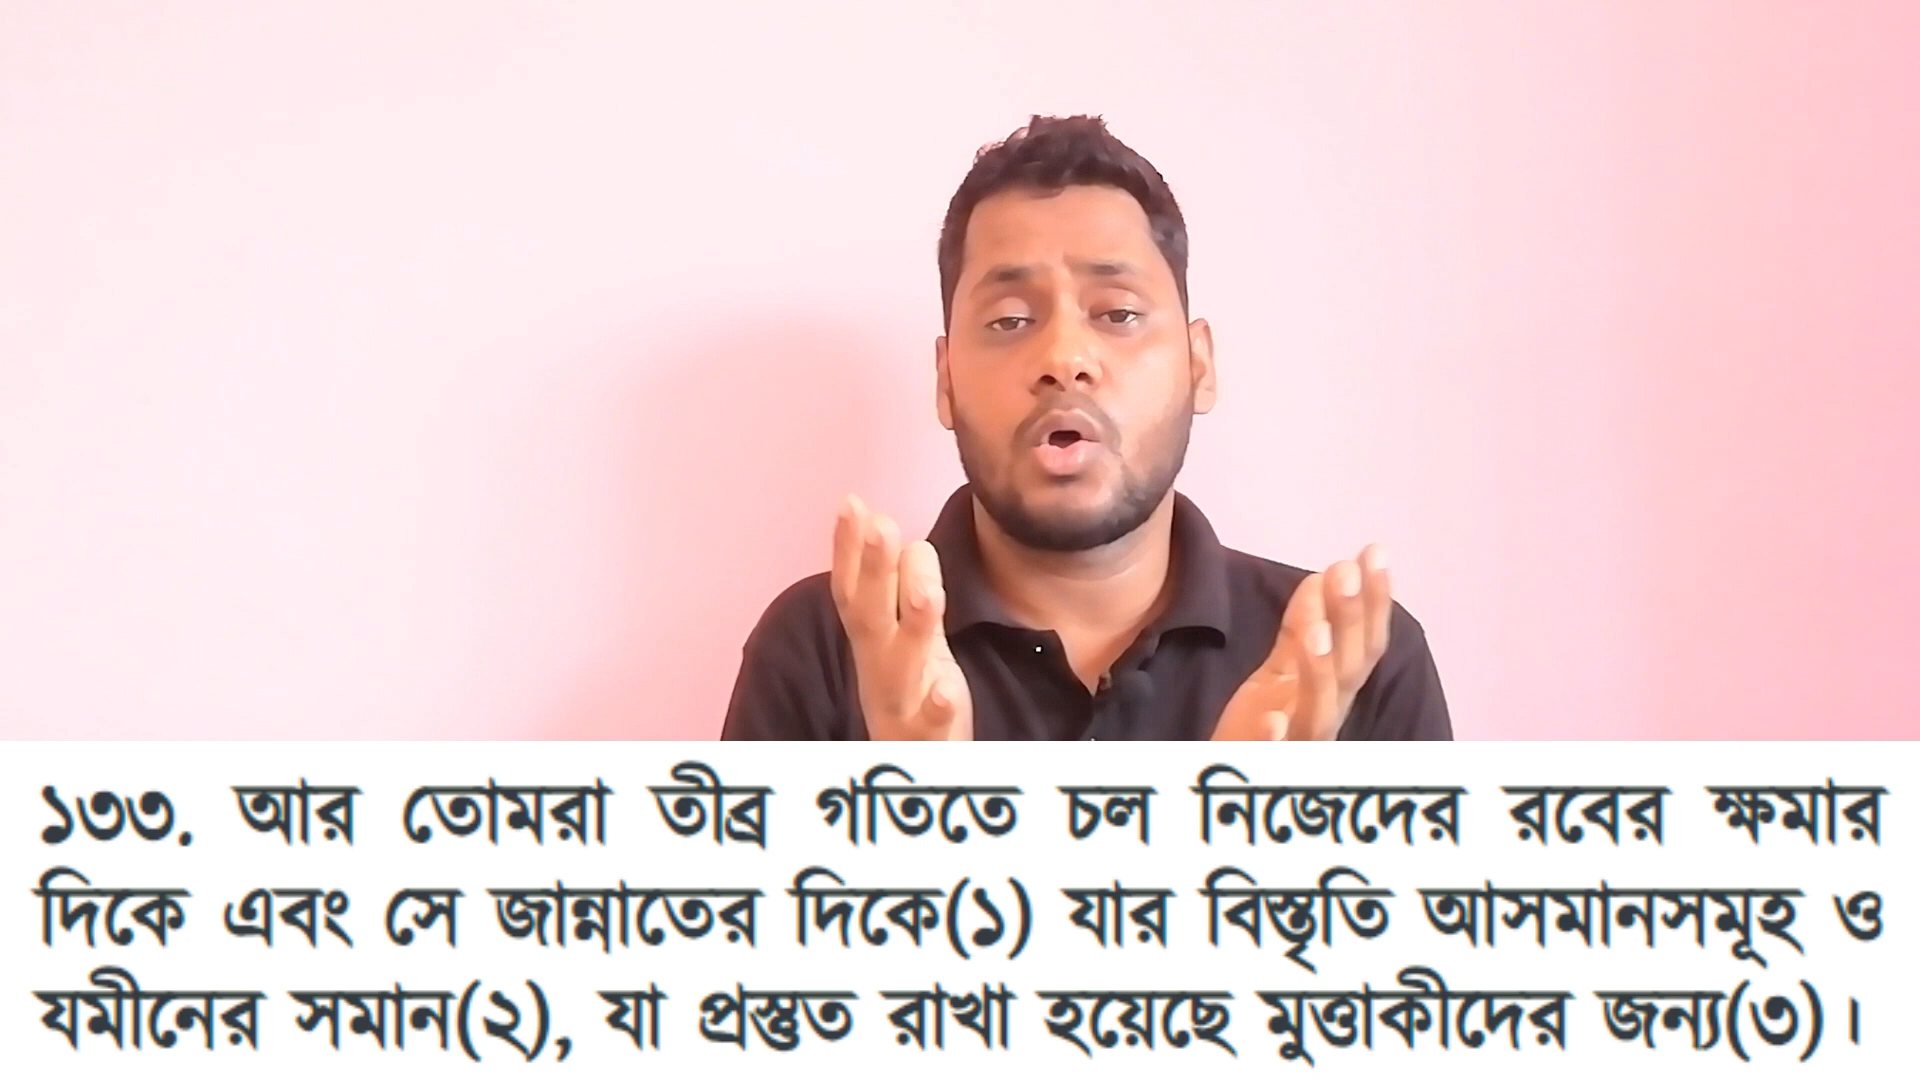 ১৩৩. আর তোমরা তীব্র গতিতে চল নিজেদের রবের ক্ষমার
দিকে এবং সে জান্নাতের দিকে(১) যার বিস্তৃতি আসমানসমূহ ও
যমীনের সমান(২), যা প্রস্তুত রাখা হয়েছে মুত্তাকীদের জন্য(৩)।